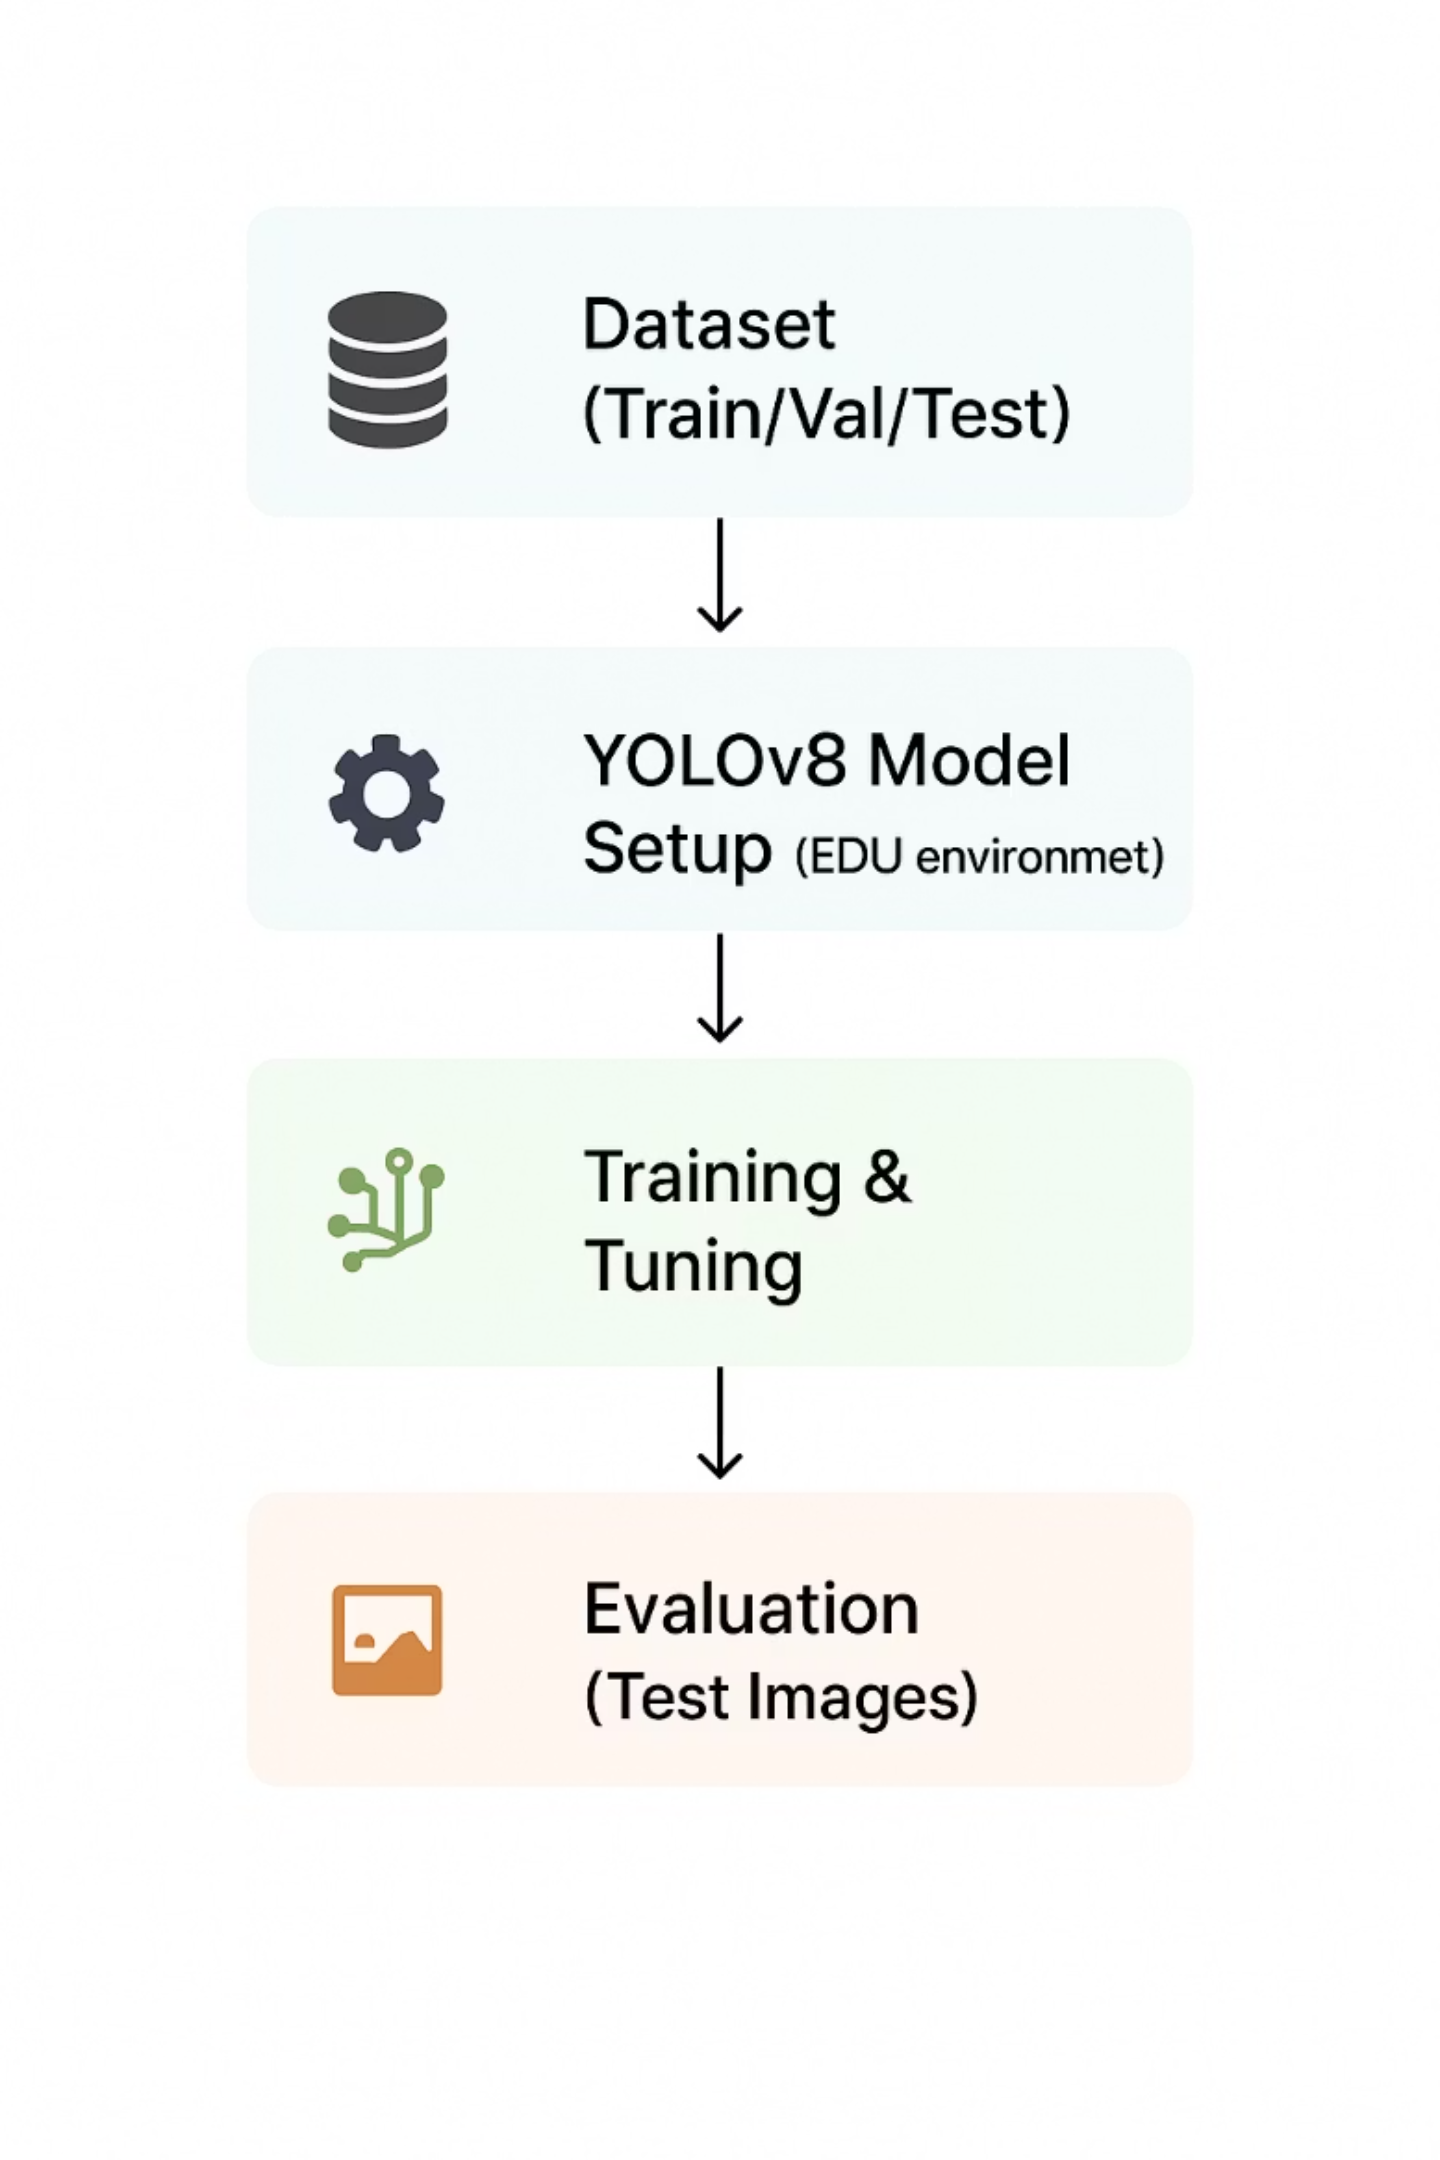 Dataset
(Train/Val/Test)
YOLOv8 Model
Setup (EDU environmet)
Training &
Tuning
Evaluation
(Test Images)